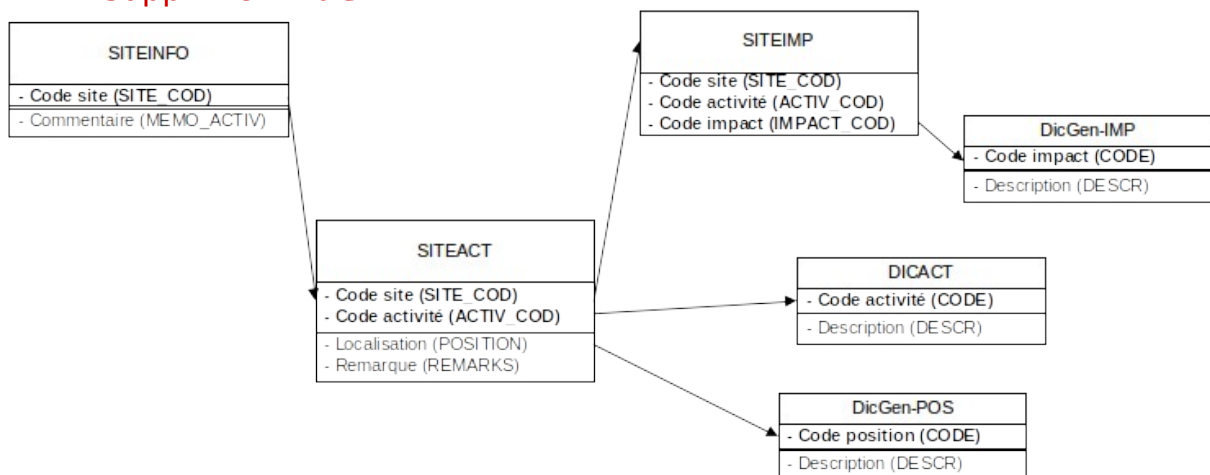 SITEINFO
- Code site (SITE_COD)
- Commentaire (MEMO_ACTIV)
SITEIMP
- Code site (SITE_COD)
- Code activité (ACTIV_COD)
- Code impact (IMPACT_COD)
DicGen-IMP
- Code impact (CODE)
- Description (DESCR)
SITEACT
- Code site (SITE_COD)
- Code activité (ACTIV_COD)
- Localisation (POSITION)
- Remarque (REMARKS)
DICACT
- Code activité (CODE)
- Description (DESCR)
DicGen-POS
- Code position (CODE)
- Description (DESCR)